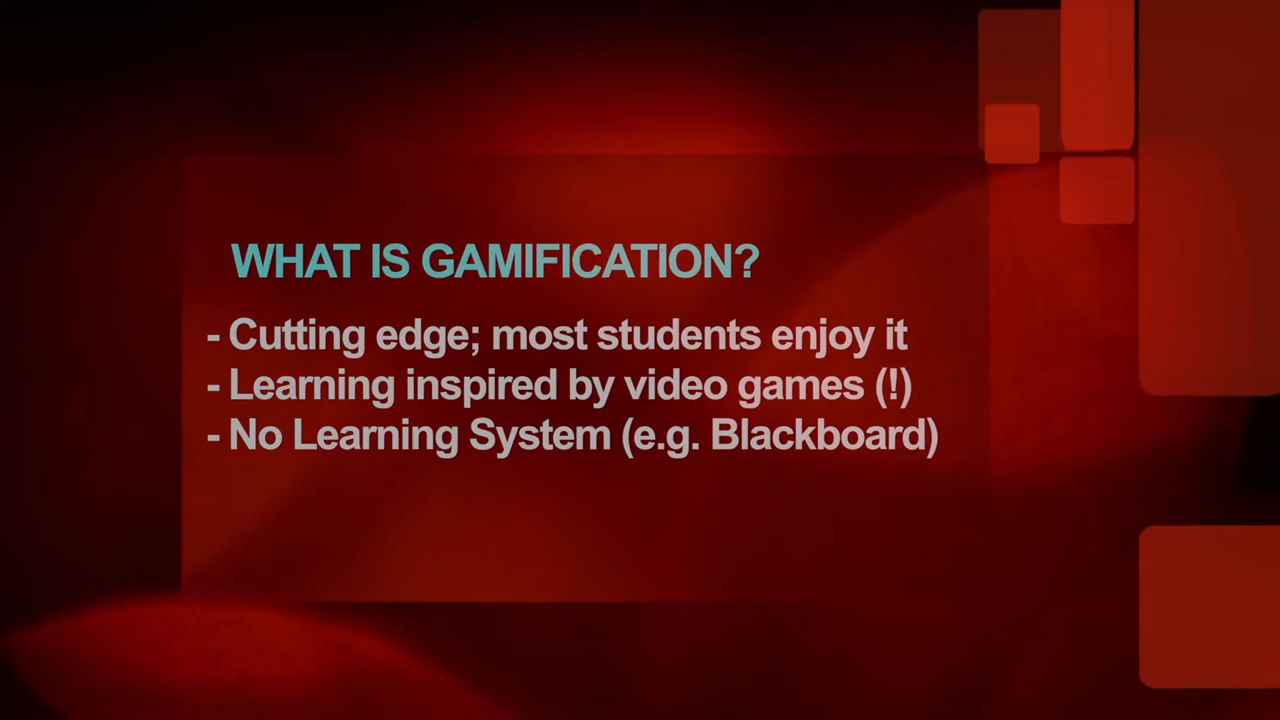 WHAT IS GAMIFICATION?
- Cutting edge; most students enjoy it
- Learning inspired by video games (!)
- No Learning System (e.g. Blackboard)